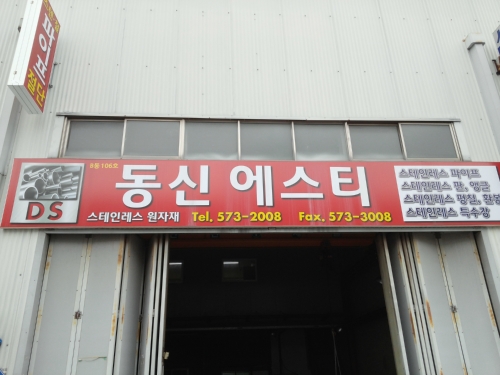 파이프
절단
8동 106호
동신 에스티
DS
스테인레스 원자재 Tel. 573-2008 Fax. 573-3008
스테인레스 파이프
스테인레스 판, 앵글
스테인레스 평철, 환봉
스테인레스 특수강